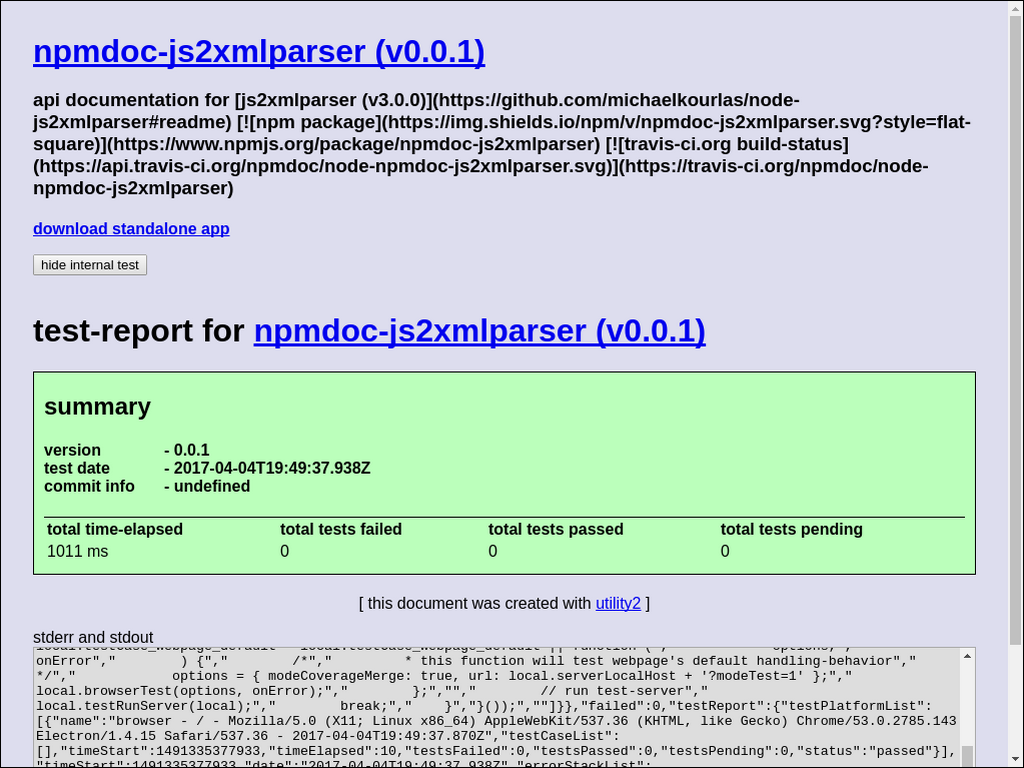 npmdoc-js2xmlparser (v0.0.1)
api documentation for [js2xmlparser (v3.0.0)](https://github.com/michaelkourlas/node-
js2xmlparser#readme) [![npm package](https://img.shields.io/npm/v/npmdoc-js2xmlparser.svg?style=flat-
square)](https://www.npmjs.org/package/npmdoc-js2xmlparser) [![travis-ci.org build-status]
(https://api.travis-ci.org/npmdoc/node-npmdoc-js2xmlparser.svg)](https://travis-ci.org/npmdoc/node-
npmdoc-js2xmlparser)
download standalone app
hide internal test
test-report for npmdoc-js2xmlparser (v0.0.1)
summary
version - 0.0.1
test date - 2017-04-04T19:49:37.938Z
commit info - undefined
total time-elapsed total tests failed total tests passed total tests pending
1011 ms 0 0 0
[ this document was created with utility2 ]
stderr and stdout
onError"," ) {"," /*"," * this function will test webpage's default handling-behavior","
*/"," options = { modeCoverageMerge: true, url: local.serverLocalHost + '?modeTest=1' };","
local.browserTest(options, onError);"," };",""," // run test-server","
local.testRunServer(local);"," break;"," }","}());",""]}},"failed":0,"testReport":{"testPlatformList":
[{"name":"browser - / - Mozilla/5.0 (X11; Linux x86_64) AppleWebKit/537.36 (KHTML, like Gecko) Chrome/53.0.2785.143
Electron/1.4.15 Safari/537.36 - 2017-04-04T19:49:37.870Z","testCaseList":
[],"timeStart":1491335377933,"timeElapsed":10,"testsFailed":0,"testsPassed":0,"testsPending":0,"status":"passed"}],
"timeStart":1491335377933,"date":"2017-04-04T19:49:37.938Z","errorStackList":